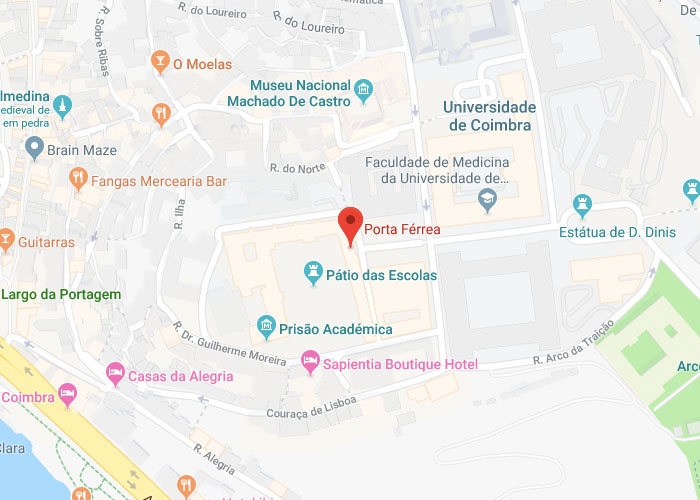 R. do Loureiro
R. do Loureiro
R. Sobre Ribas
De
O Moelas
Museu Nacional
Machado De Castro
Universidade
de Coimbra
lmedina
edieval de
em pedra
Brain Maze
R. do Norte
Faculdade de Medicina
da Universidade de...
Fangas Mercearia Bar
R. Ilha
Porta Férrea
Estátua de D. Dinis
Guitarras
Pátio das Escolas
Largo da Portagem
Prisão Académica
R. Dr. Guilherme Moreira
R. Arco da Traição
Sapientia Boutique Hotel
Arco
Casas da Alegria
Coimbra
Couraça de Lisboa
Clara
R. Alegria